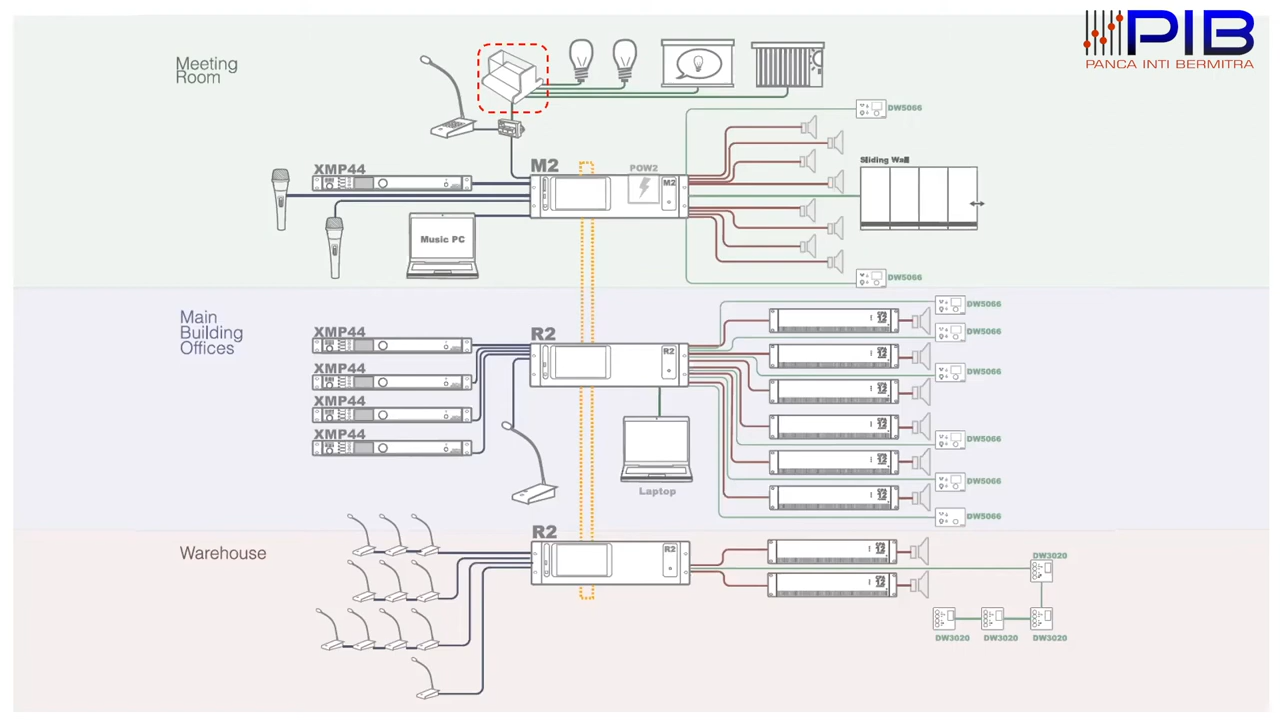 PIB
PANCA INTI BERMITRA
Meeting
Room
DW5066
XMP44
M2
POW2
M2
Sliding Wall
Music PC
DW5066
Main
Building
Offices
DW5066
XMP44
R2
R2
DW5066
XMP44
DW5066
XMP44
XMP44
DW5066
Laptop
DW5066
DW5066
Warehouse
R2
R2
DW3020
DW3020
DW3020
DW3020